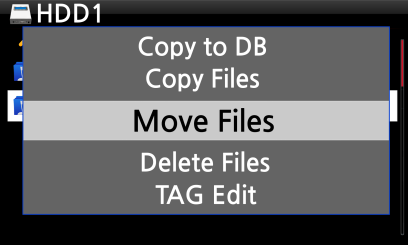 HDD1
Copy to DB
Copy Files
Move Files
Delete Files
TAG Edit